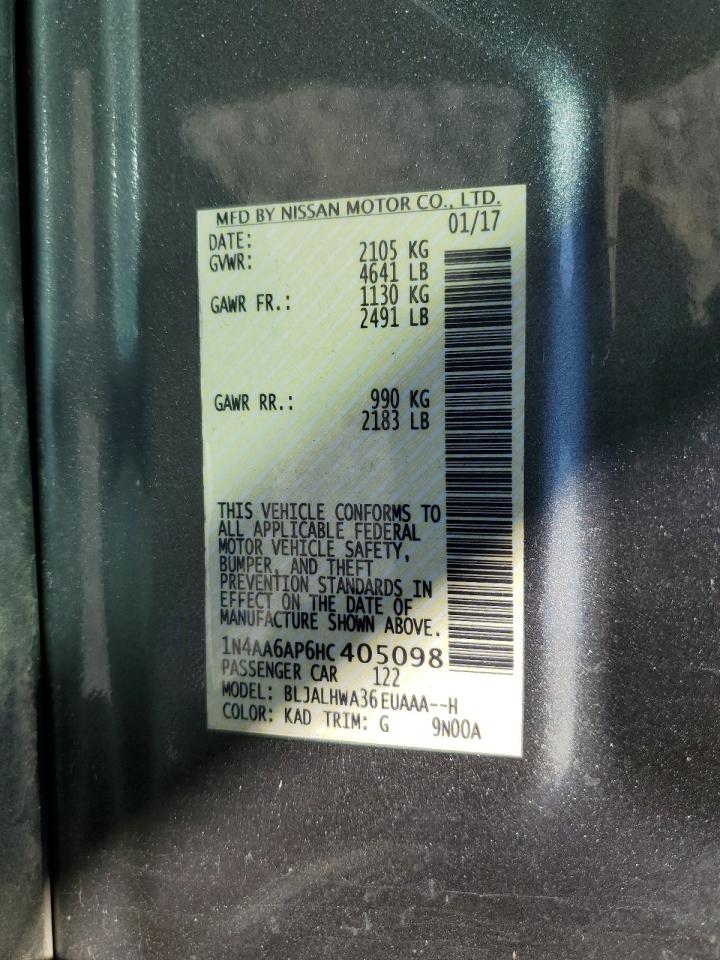 MFD BY NISSAN MOTOR CO., LTD.
DATE: 01/17
GVWR: 2105 KG
4641 LB
GAWR FR.: 1130 KG
2491 LB
GAWR RR.: 990 KG
2183 LB
THIS VEHICLE CONFORMS TO
ALL APPLICABLE FEDERAL
MOTOR VEHICLE SAFETY,
BUMPER, AND THEFT
PREVENTION STANDARDS IN
EFFECT ON THE DATE OF
MANUFACTURE SHOWN ABOVE.
1N4AA6AP6HC405098
PASSENGER CAR 122
MODEL: BLJALHWA36EUAAA--H
COLOR: KAD TRIM: G 9N00A